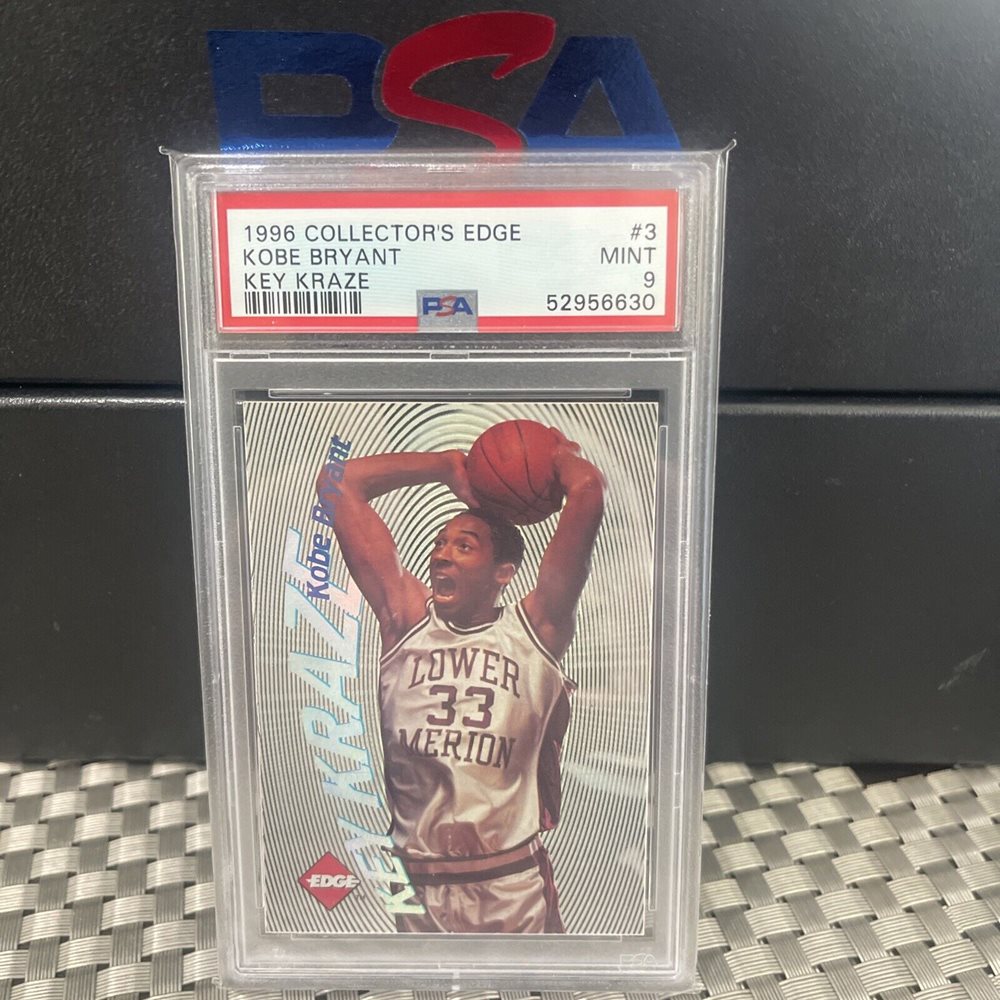 PSA
1996 COLLECTOR'S EDGE #3
KOBE BRYANT MINT
KEY KRAZE 9
PSA 52956630
Kobe Bryant
KEY KRAZE
LOWER
33
MERION
EDGE